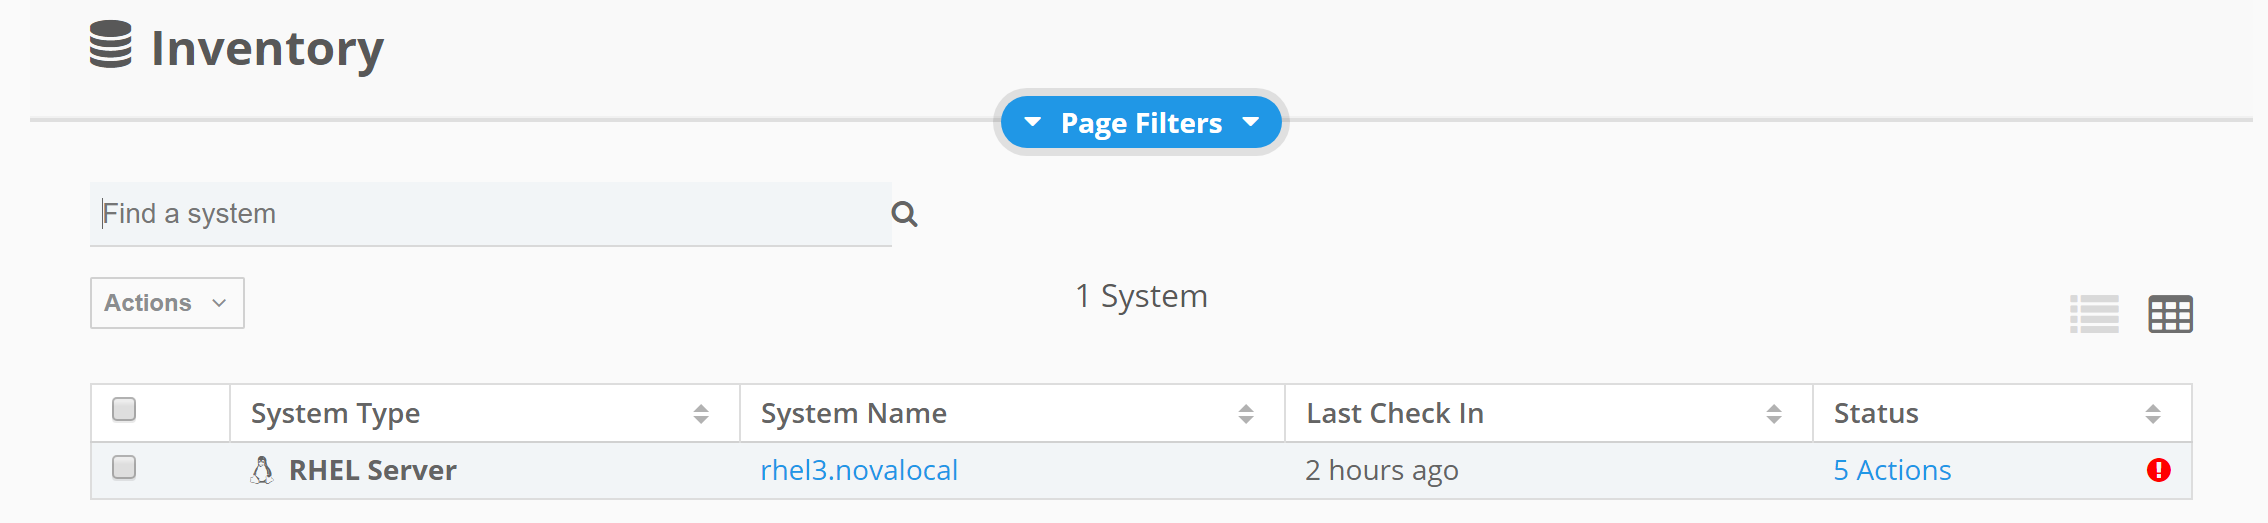 Inventory
Page Filters
Find a system
Actions
1 System
System Type System Name Last Check In Status
RHEL Server rhel3.novalocal 2 hours ago 5 Actions